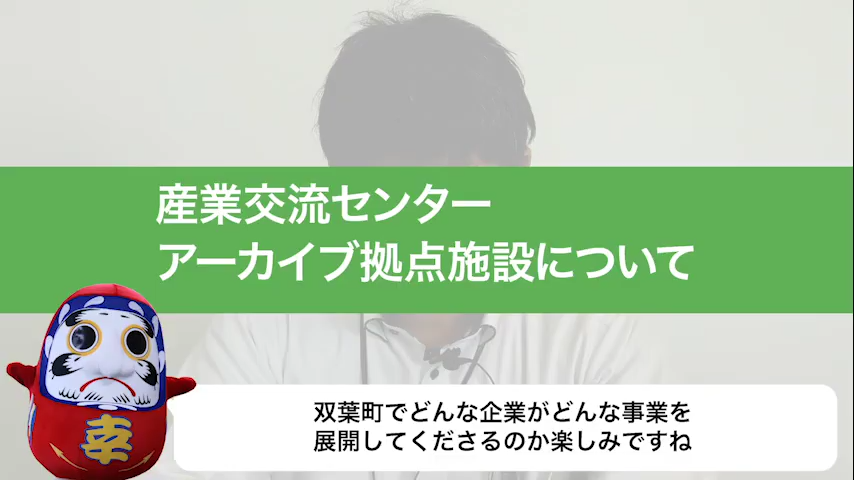 産業交流センター
アーカイブ拠点施設について
双葉町でどんな企業がどんな事業を
展開してくださるのか楽しみですね
幸